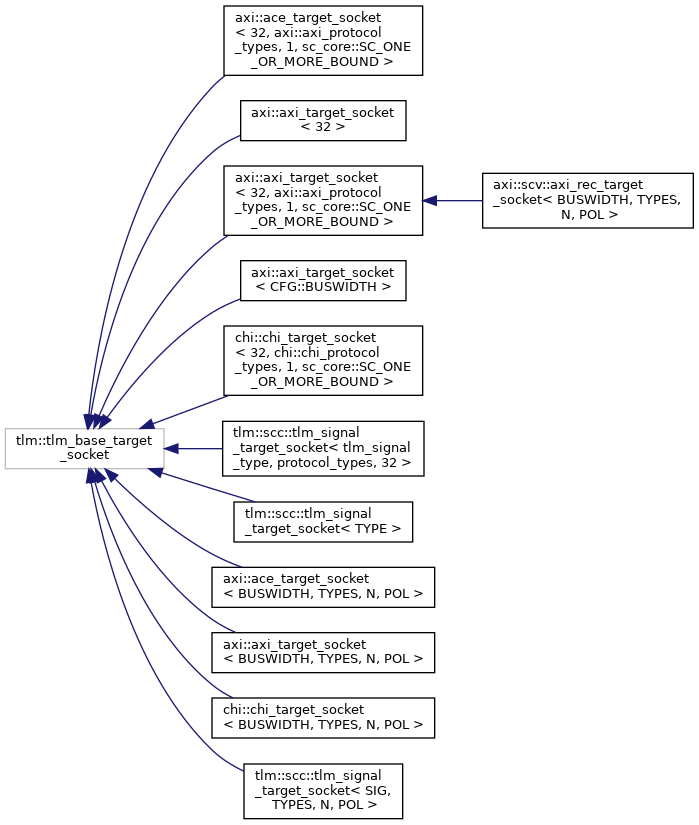 axi::ace_target_socket
< 32, axi::axi_protocol
_types, 1, sc_core::SC_ONE
_OR_MORE_BOUND >
axi::axi_target_socket
< 32 >
axi::axi_target_socket
< 32, axi::axi_protocol
_types, 1, sc_core::SC_ONE
_OR_MORE_BOUND >
axi::scv::axi_rec_target
_socket< BUSWIDTH, TYPES,
N, POL >
axi::axi_target_socket
< CFG::BUSWIDTH >
chi::chi_target_socket
< 32, chi::chi_protocol
_types, 1, sc_core::SC_ONE
_OR_MORE_BOUND >
tlm::tlm_base_target
_socket
tlm::scc::tlm_signal
_target_socket< tlm_signal
_type, protocol_types, 32 >
tlm::scc::tlm_signal
_target_socket< TYPE >
axi::ace_target_socket
< BUSWIDTH, TYPES, N, POL >
axi::axi_target_socket
< BUSWIDTH, TYPES, N, POL >
chi::chi_target_socket
< BUSWIDTH, TYPES, N, POL >
tlm::scc::tlm_signal
_target_socket< SIG,
TYPES, N, POL >